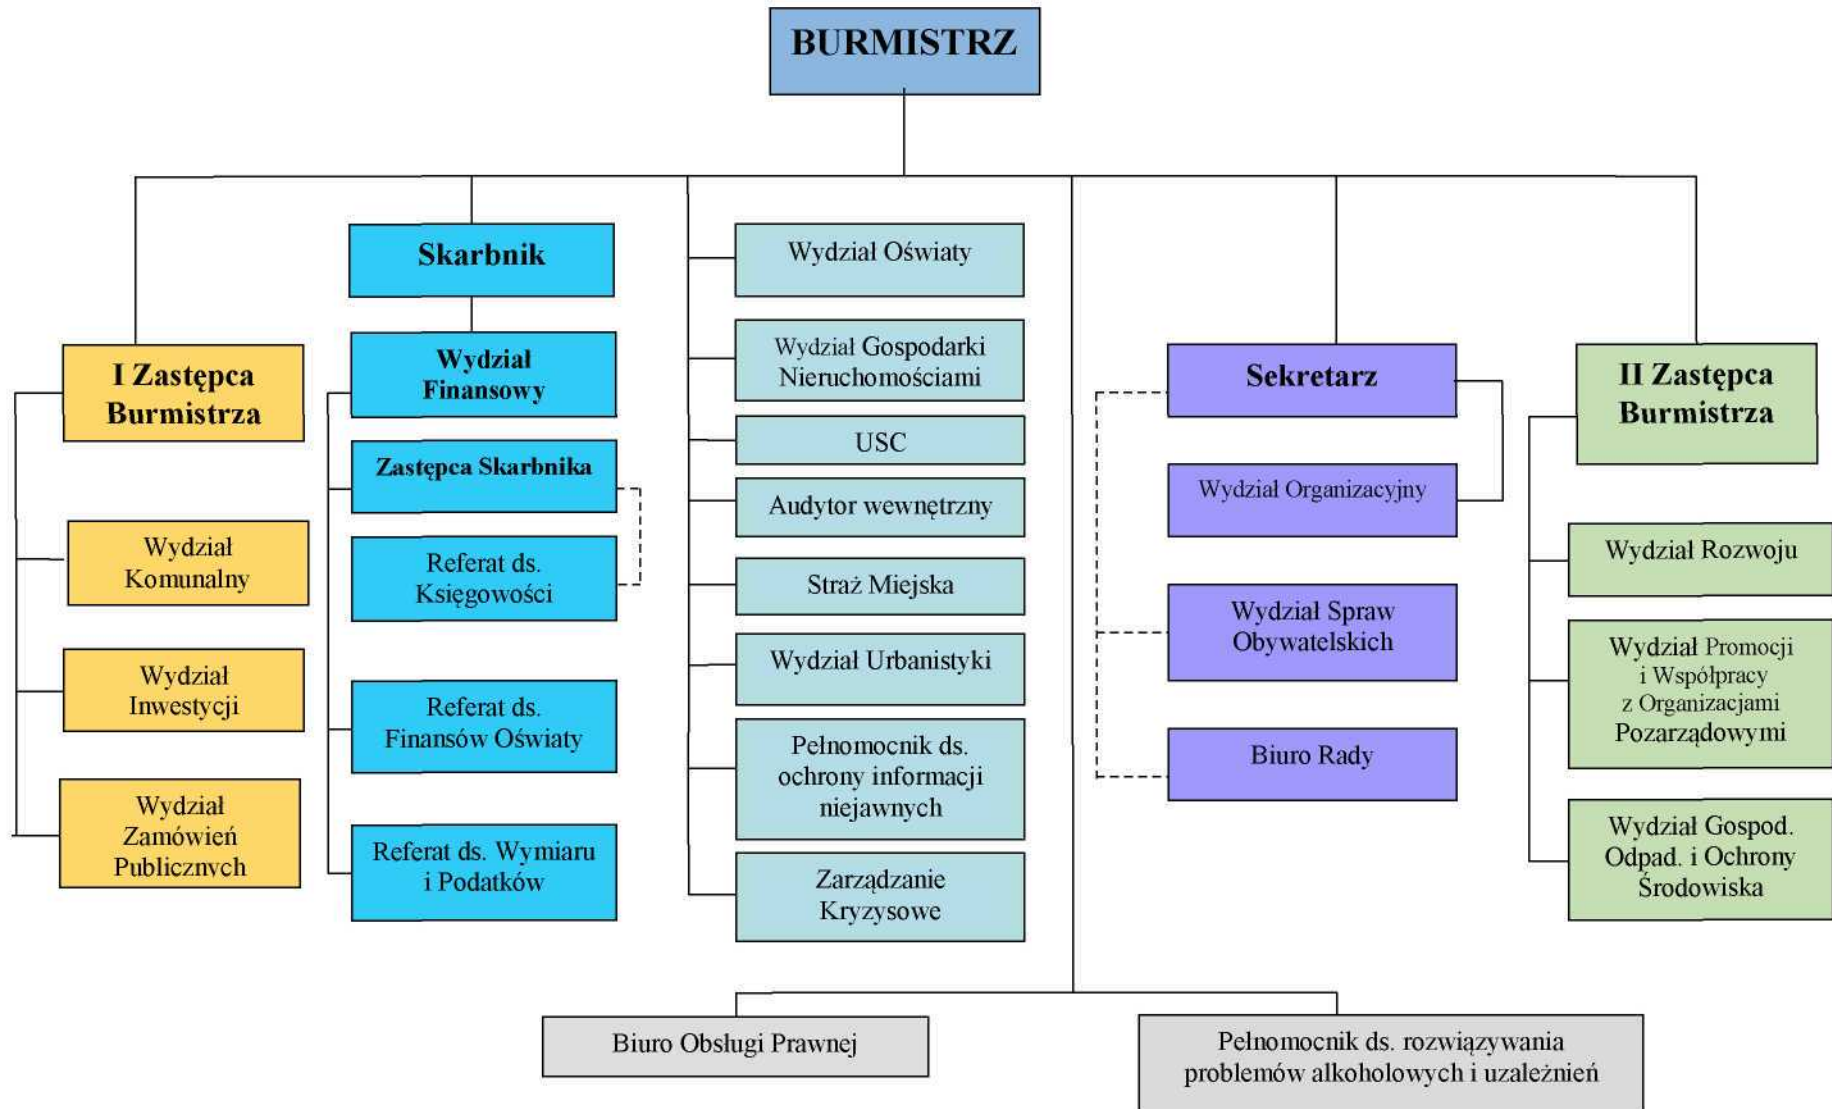 BURMISTRZ
I Zastępca
Burmistrza
Wydział
Komunalny
Wydział
Inwestycji
Wydział
Zamówień
Publicznych
Skarbnik
Wydział
Finansowy
Zastępca Skarbnika
Referat ds.
Księgowości
Referat ds.
Finansów Oświaty
Referat ds. Wymiaru
i Podatków
Wydział Oświaty
Wydział Gospodarki
Nieruchomościami
USC
Audytor wewnętrzny
Straż Miejska
Wydział Urbanistyki
Pełnomocnik ds.
ochrony informacji
niejawnych
Zarządzanie
Kryzysowe
Sekretarz
Wydział Organizacyjny
Wydział Spraw
Obywatelskich
Biuro Rady
II Zastępca
Burmistrza
Wydział Rozwoju
Wydział Promocji
i Współpracy
z Organizacjami
Pozarządowymi
Wydział Gospod.
Odpad. i Ochrony
Środowiska
Biuro Obsługi Prawnej
Pełnomocnik ds. rozwiązywania
problemów alkoholowych i uzależnień